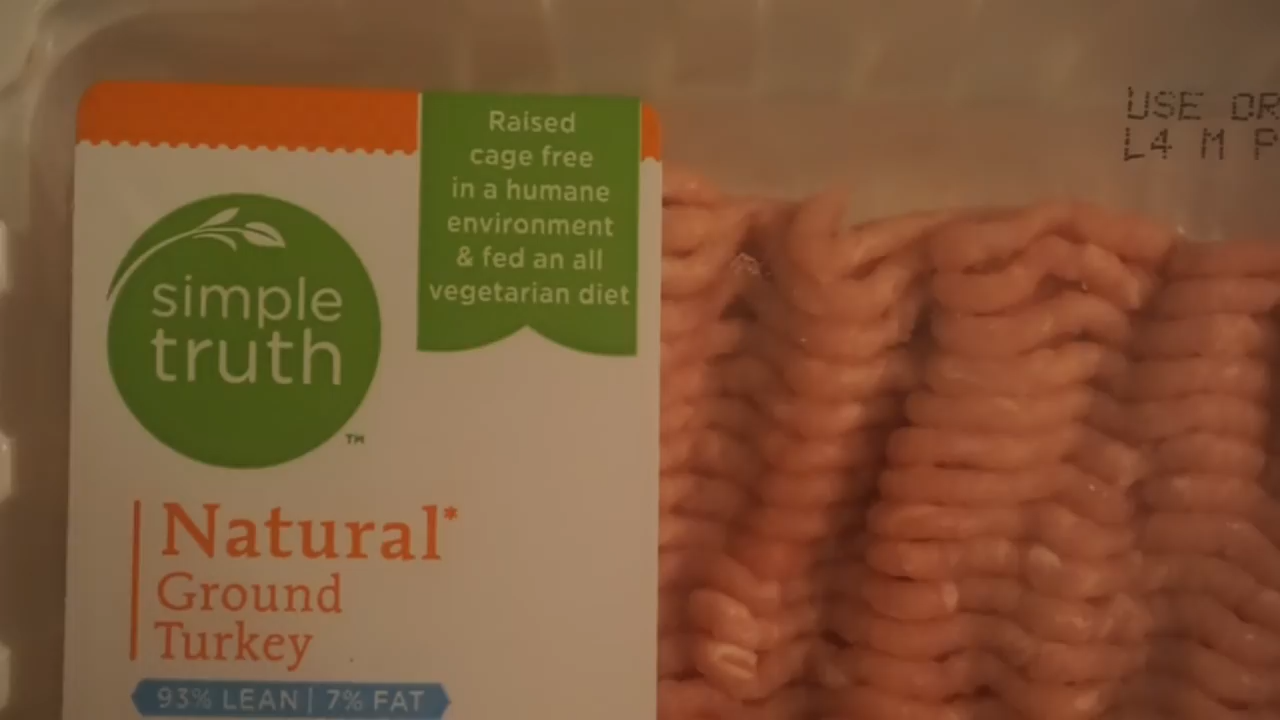 Raised
cage free
in a humane
environment
& fed an all
vegetarian diet
simple
truth
TM
Natural*
Ground
Turkey
93% LEAN | 7% FAT
USE OR
L4 M P